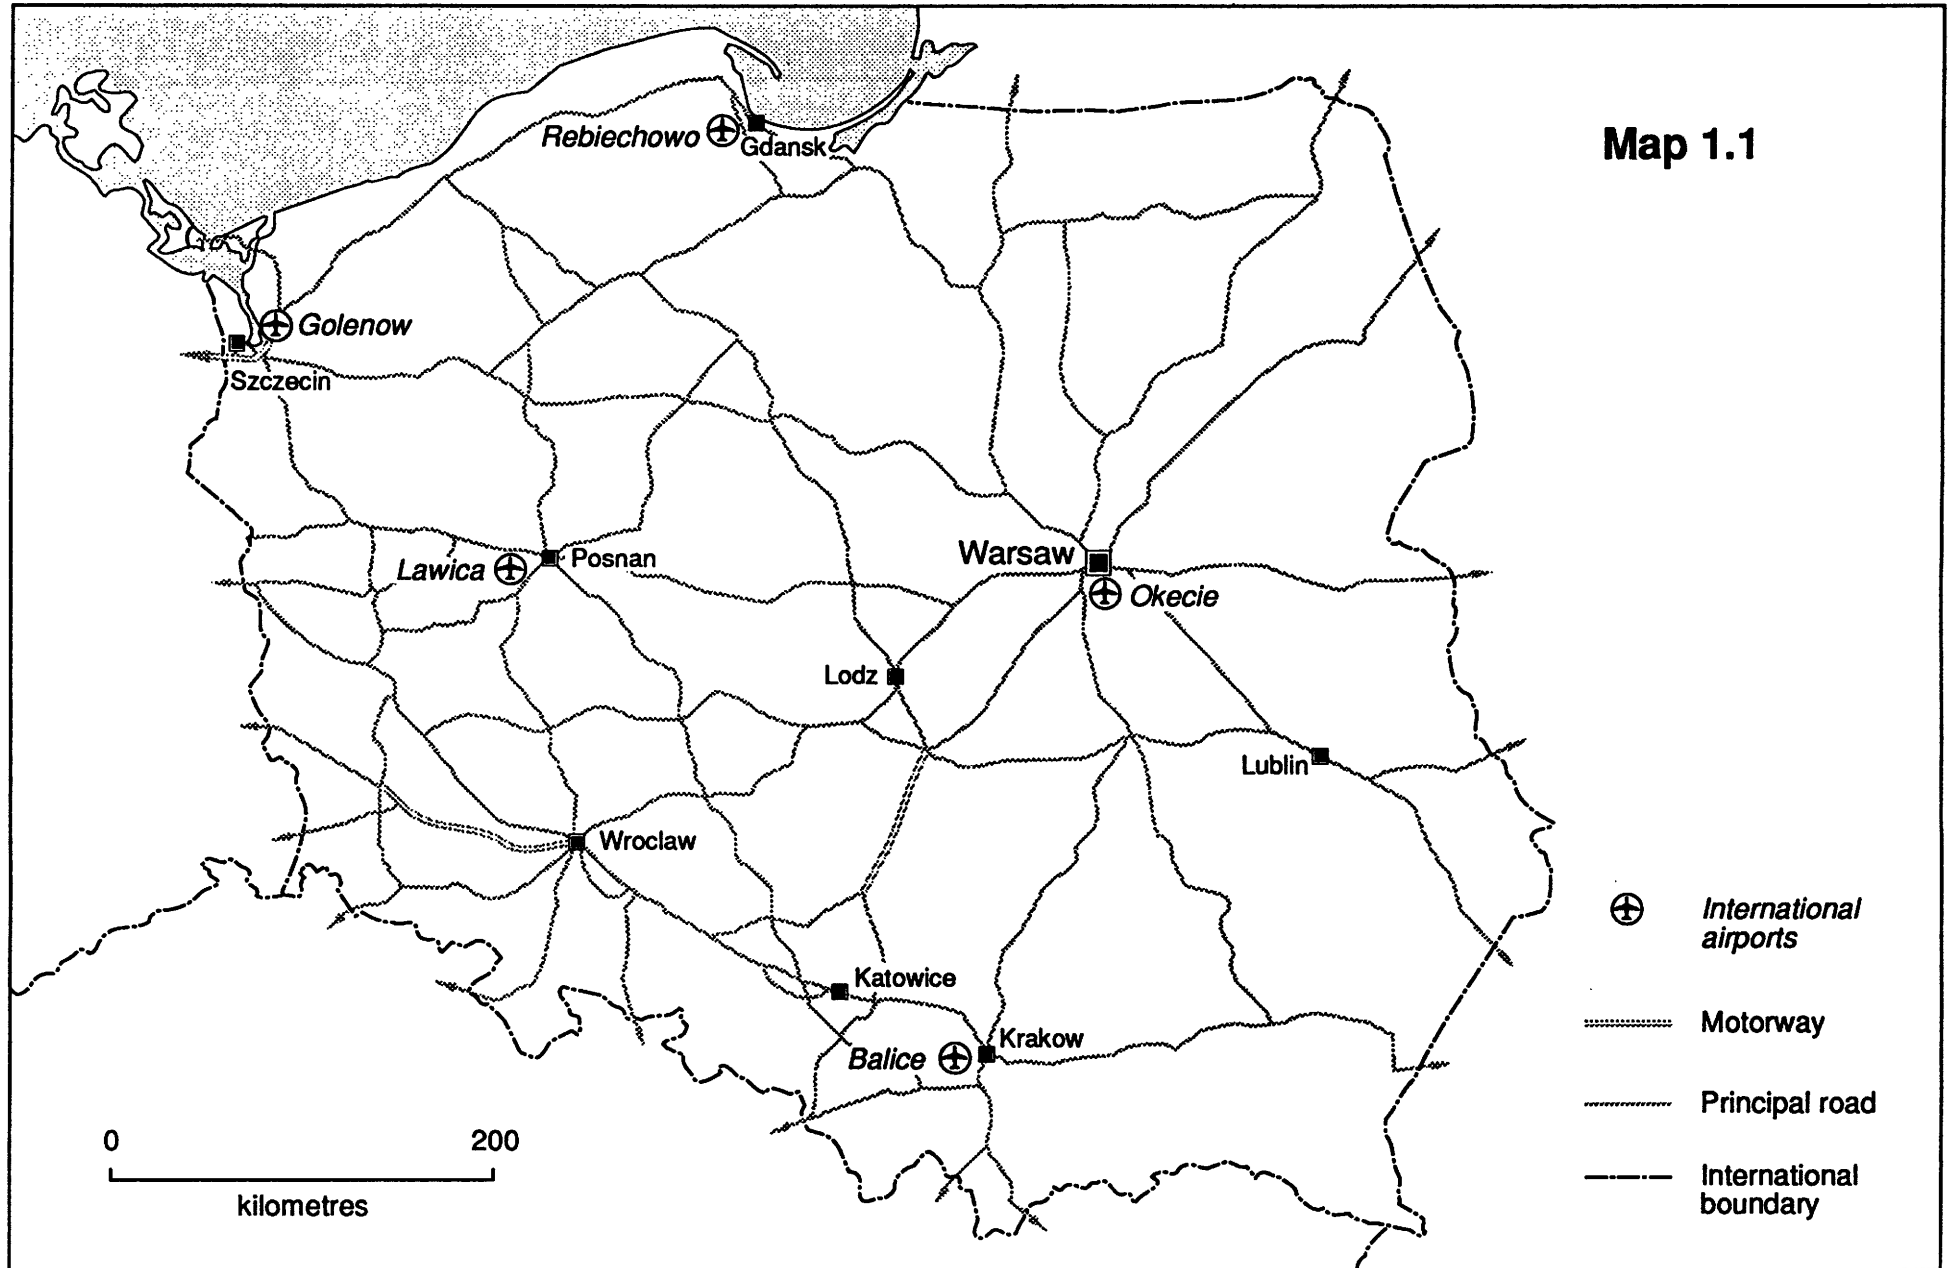 Map 1.1
Rebiechowo
Gdansk
Golenow
Szczecin
Lawica
Posnan
Warsaw
Okecie
Lodz
Lublin
Wroclaw
Katowice
Krakow
Balice
International
airports
Motorway
Principal road
International
boundary
0 200
kilometres